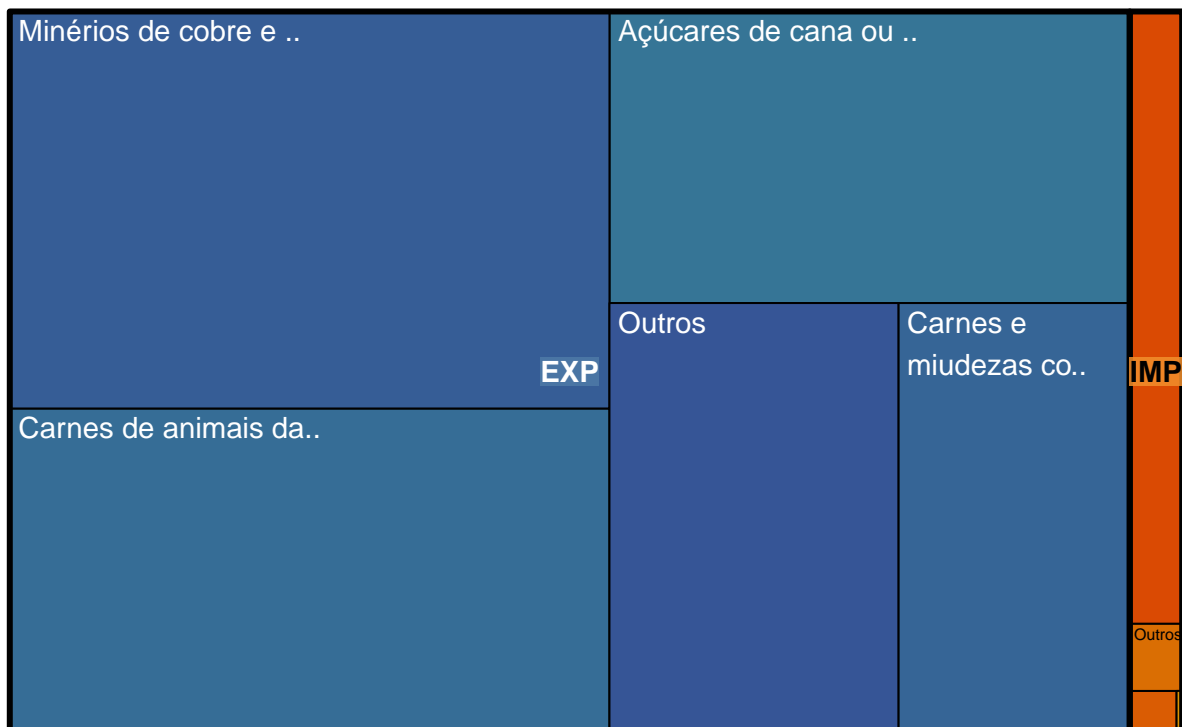 Minérios de cobre e ..
Açúcares de cana ou ..
Outros
Carnes e
miudezas co..
EXP
IMP
Carnes de animais da..
Outros